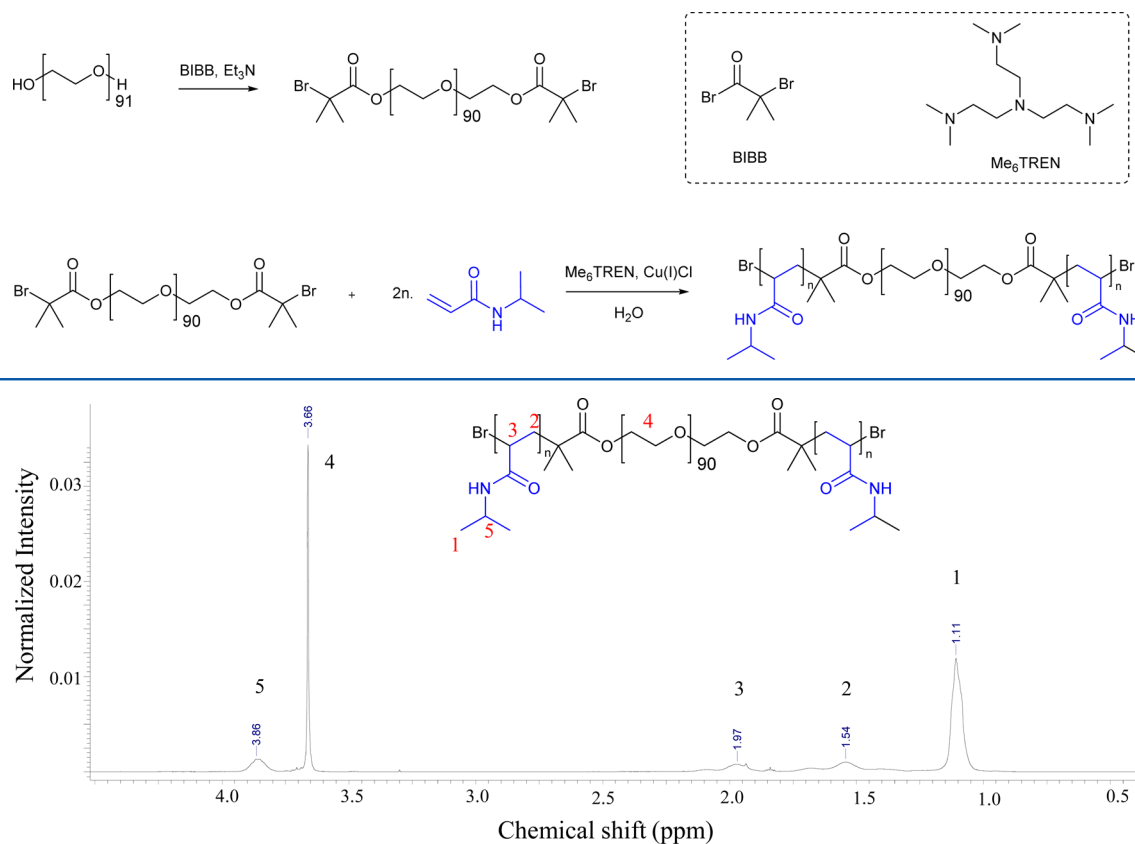 HO
O
H
91
BIBB, Et₃N
Br
O
O
O
90
O
O
Br
O
Br
Br
BIBB
N
N
N
N
Me₆TREN
Br
O
O
O
90
O
O
Br
+
2n.
O
N
H
Me₆TREN, Cu(I)Cl
H₂O
Br
n
O
O
O
90
O
O
n
Br
HN
O
O
NH
3.66
4
Br
3
2
n
O
O
4
O
90
O
O
n
Br
HN
O
O
NH
1
5
Normalized Intensity
0.03
0.02
0.01
5
3.86
3
1.97
2
1.54
1
1.11
4.0
3.5
3.0
2.5
2.0
1.5
1.0
0.5
Chemical shift (ppm)